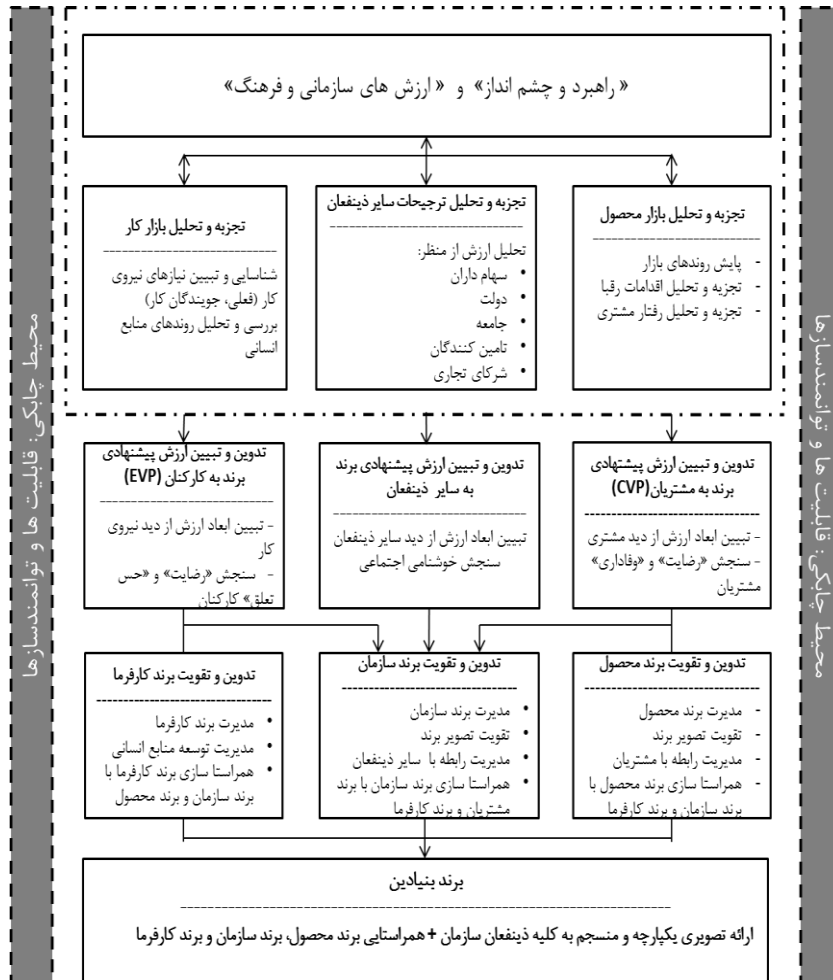 « راهبرد و چشم انداز» و « ارزش های سازمانی و فرهنگ»
تجزبه و تحلیل بازار محصول
- پایش روندهای بازار
- تجزیه و تحلیل اقدامات رقبا
- تجزیه و تحلیل رفتار مشتری
تجزبه و تحلیل ترجیحات سایر ذینفعان
تحلیل ارزش از منظر:
• سهام داران
• دولت
• جامعه
• تامین کنندگان
• شرکای تجاری
تجزبه و تحلیل بازار کار
شناسایی و تبیین نیازهای نیروی
کار (فعلی، جویندگان کار)
بررسی و تحلیل روندهای منابع
انسانی
تدوین و تبیین ارزش پیشنهادی
برند به مشتریان(CVP)
- تبیین ابعاد ارزش از دید مشتری
- سنجش «رضایت» و «وفاداری»
مشتریان
تدوین و تبیین ارزش پیشنهادی برند
به سایر ذینفعان
تبیین ابعاد ارزش از دید سایر ذینفعان
سنجش خوشنامی اجتماعی
تدوین و تبیین ارزش پیشنهادی
برند به کارکنان (EVP)
- تبیین ابعاد ارزش از دید نیروی
کار
- سنجش «رضایت» و «حس
تعلق» کارکنان
تدوین و تقویت برند محصول
- مدیرت برند محصول
- تقویت تصویر برند
- مدیریت رابطه با مشتریان
- همراستا سازی برند محصول با
برند سازمان و برند کارفرما
تدوین و تقویت برند سازمان
• مدیرت برند سازمان
• تقویت تصویر برند
• مدیریت رابطه با سایر ذینفعان
• همراستا سازی برند سازمان با برند
مشتریان و برند کارفرما
تدوین و تقویت برند کارفرما
• مدیرت برند کارفرما
• مدیریت توسعه منابع انسانی
• همراستا سازی برند کارفرما با
برند سازمان و برند محصول
برند بنیادین
ارائه تصویری یکپارچه و منسجم به کلیه ذینفعان سازمان + همراستایی برند محصول، برند سازمان و برند کارفرما
محیط چابکی: قابلیت ها و توانمندسازها
محیط چابکی: قابلیت ها و توانمندسازها